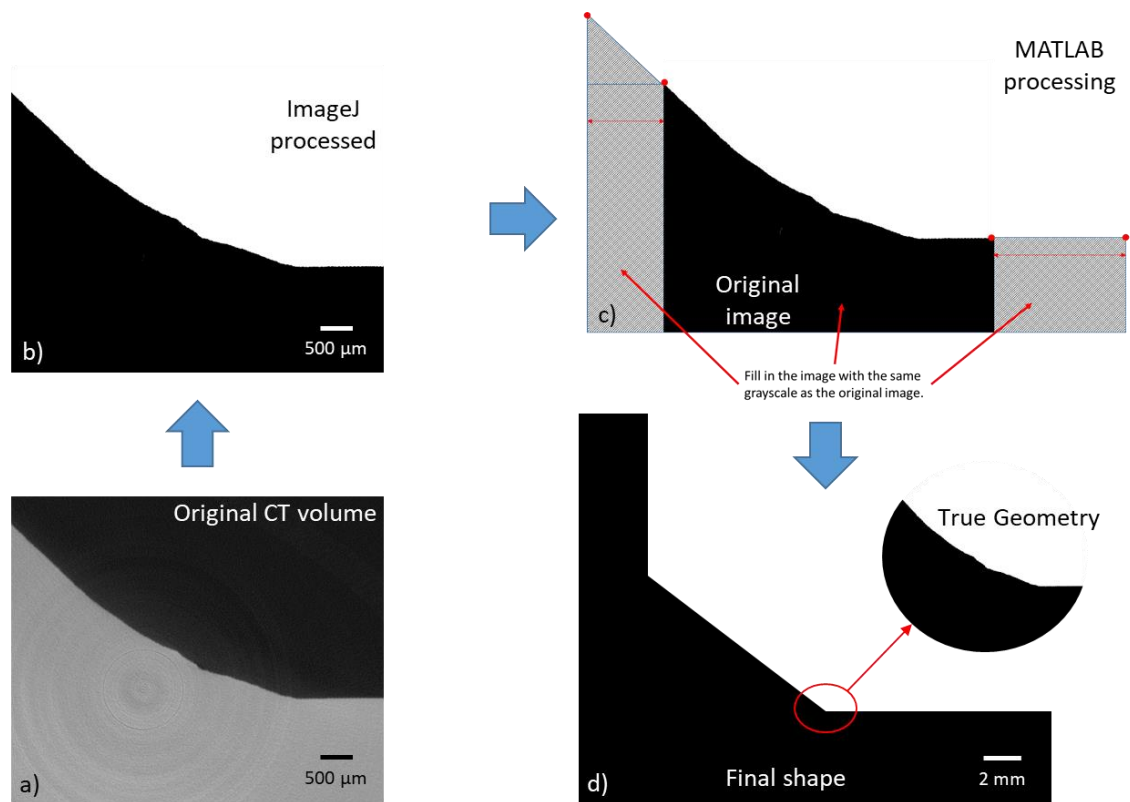 ImageJ
processed
500 μm
b)
MATLAB
processing
Original
image
c)
Fill in the image with the same
grayscale as the original image.
Original CT volume
500 μm
a)
True Geometry
d)
Final shape
2 mm